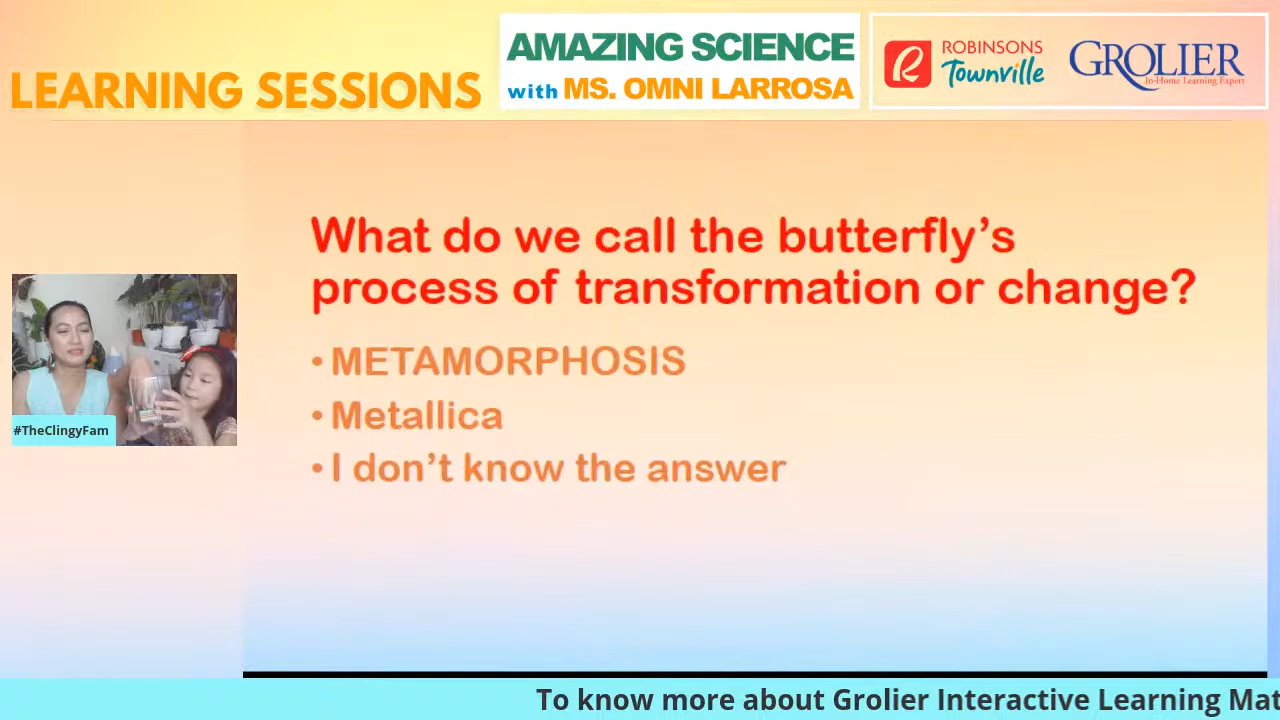 LEARNING SESSIONS
AMAZING SCIENCE
with MS. OMNI LARROSA
R ROBINSONS
Townville
GROLIER
In-Home Learning Expert
What do we call the butterfly's
process of transformation or change?
• METAMORPHOSIS
• Metallica
• I don't know the answer
#TheClingyFam
To know more about Grolier Interactive Learning Mat